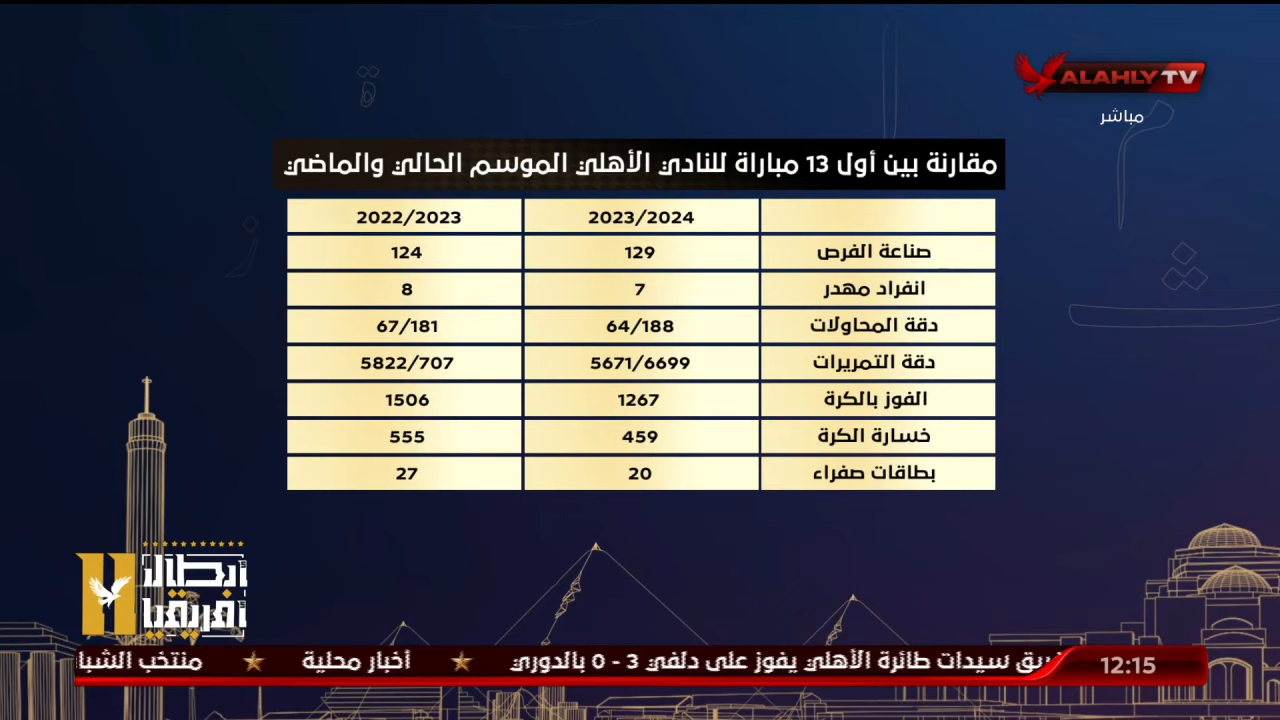 ALAHLY TV
مباشر
مقارنة بين أول 13 مباراة للنادي الأهلي الموسم الحالي والماضي
2023/2024 2022/2023
صناعة الفرص 129 124
انفراد مهدر 7 8
دقة المحاولات 64/188 67/181
دقة التمريرات 5671/6699 5822/707
الفوز بالكرة 1267 1506
خسارة الكرة 459 555
بطاقات صفراء 20 27
11 أبطال
أفريقيا
12:15 فريق سيدات طائرة الأهلي يفوز على دلفي 3 - 0 بالدوري ★ أخبار محلية ★ منتخب الشبا